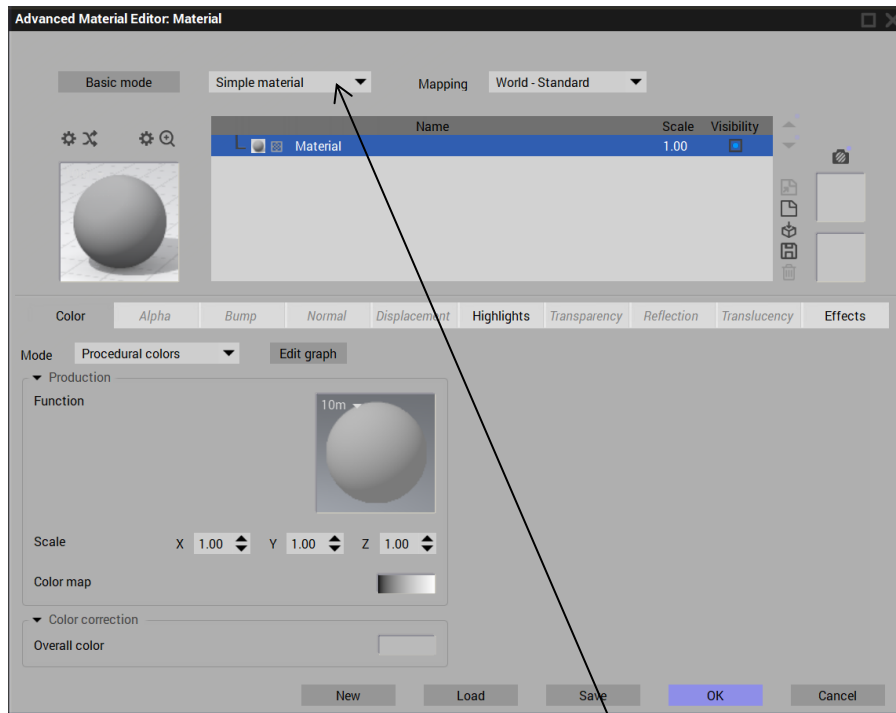 Advanced Material Editor: Material
Basic mode Simple material Mapping World - Standard
Name Scale Visibility
Material 1.00
Color Alpha Bump Normal Displacement Highlights Transparency Reflection Translucency Effects
Mode Procedural colors Edit graph
Production
Function
10m
Scale X 1.00 Y 1.00 Z 1.00
Color map
Color correction
Overall color
New Load Save OK Cancel